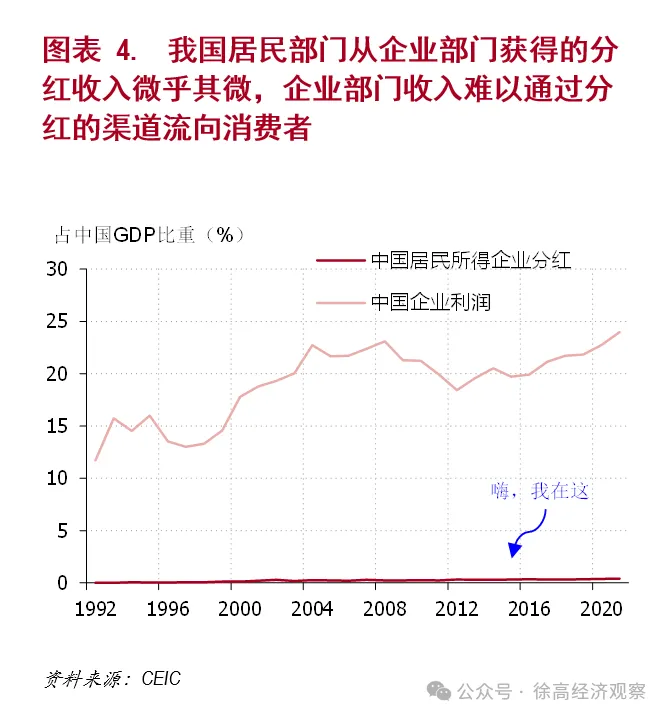 图表 4. 我国居民部门从企业部门获得的分
红收入微乎其微，企业部门收入难以通过分
红的渠道流向消费者
占中国GDP比重（%）
中国居民所得企业分红
中国企业利润
30
25
20
15
10
5
0
嗨，我在这
1992 1996 2000 2004 2008 2012 2016 2020
资料来源：CEIC
公众号·徐高经济观察